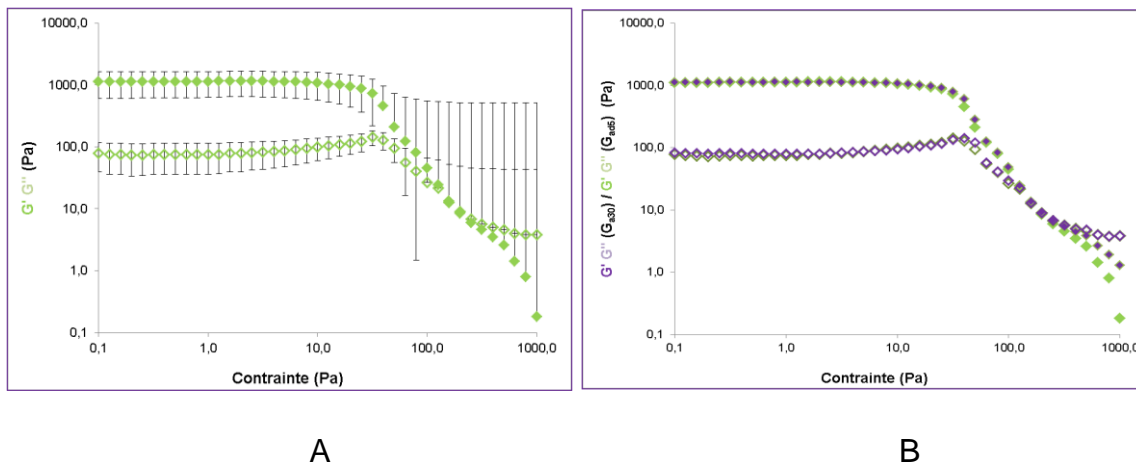 10000,0
1000,0
100,0
10,0
1,0
0,1
G' G'' (Pa)
0,1 1,0 10,0 100,0 1000,0
Contrainte (Pa)
A
10000,0
1000,0
100,0
10,0
1,0
0,1
G' G'' (Ga30) / G' G'' (Gad5) (Pa)
0,1 1,0 10,0 100,0 1000,0
Contrainte (Pa)
B